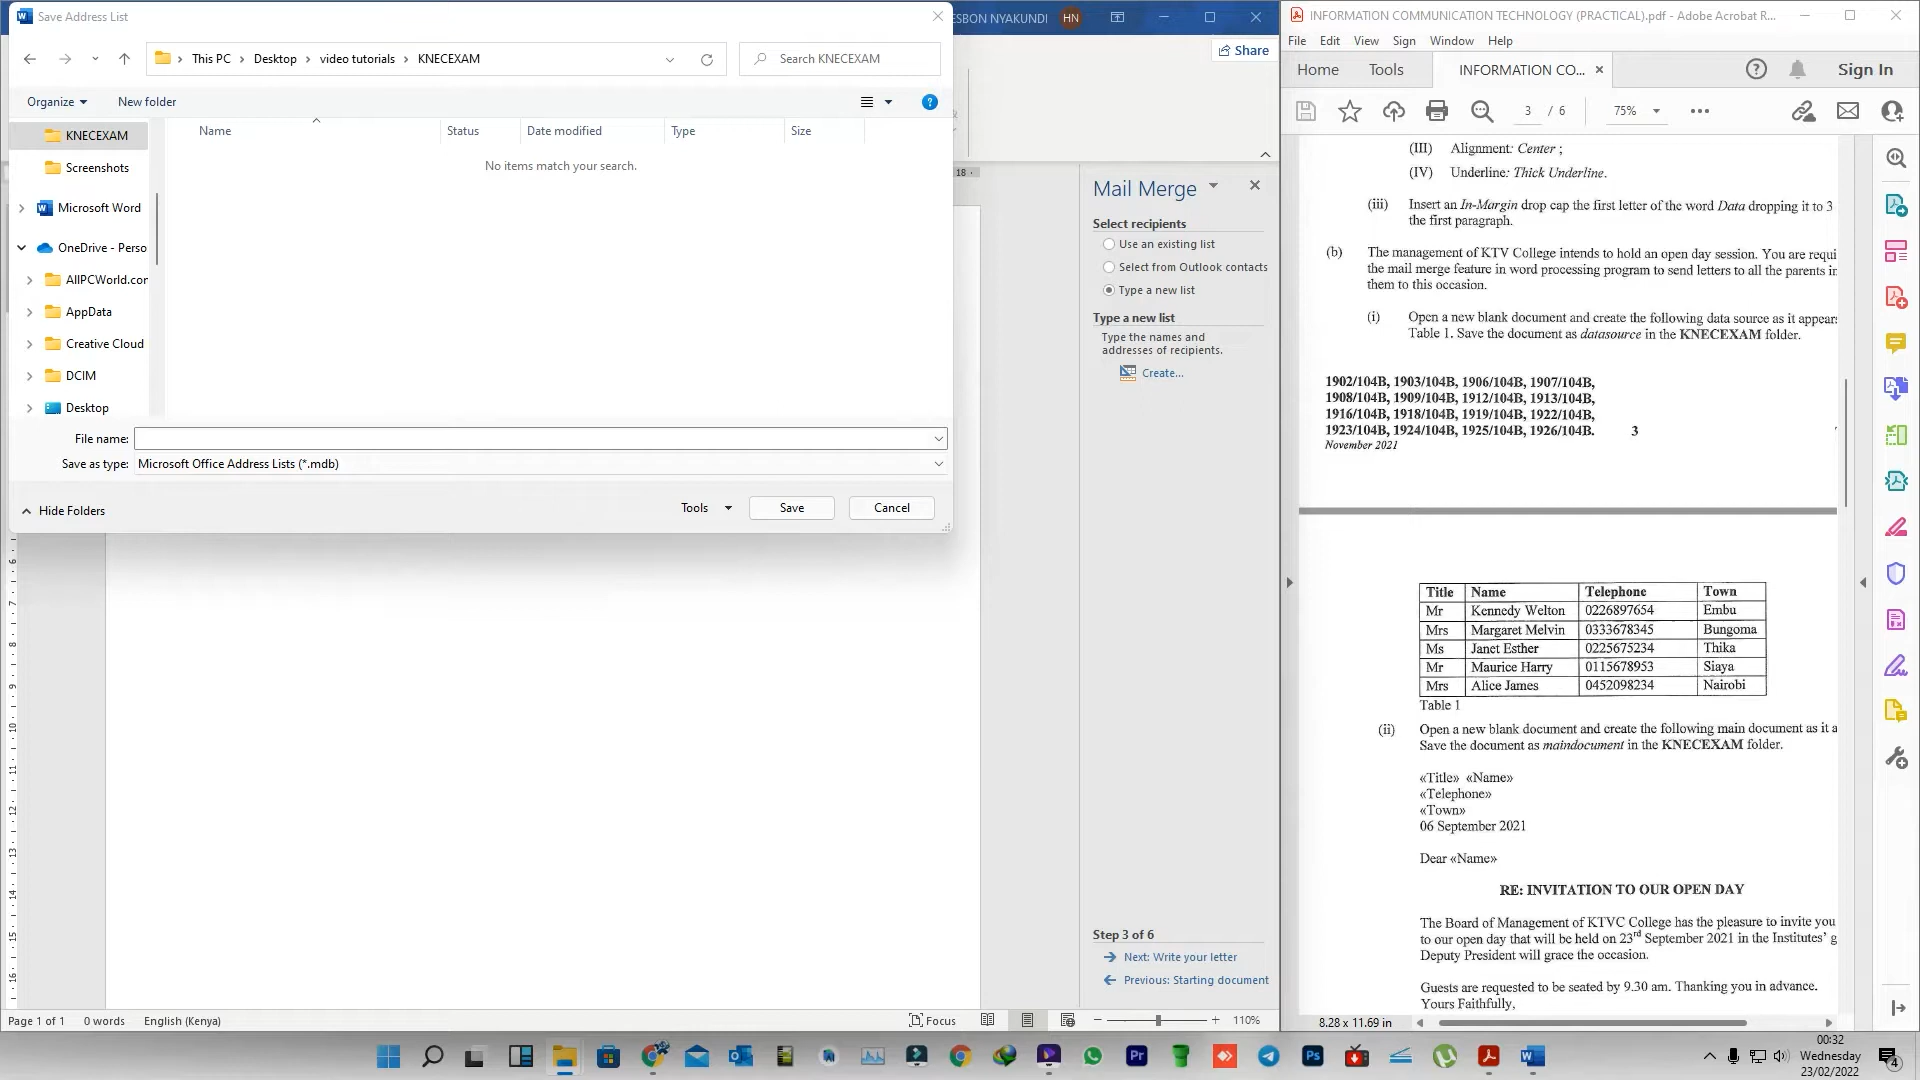 Save Address List
ESBON NYAKUNDI HN
This PC > Desktop > video tutorials > KNECEXAM
Search KNECEXAM
Share
Organize
New folder
?
KNECEXAM
Screenshots
Microsoft Word
OneDrive - Perso
AllPCWorld.cor
AppData
Creative Cloud
DCIM
Desktop
Name
Status
Date modified
Type
Size
No items match your search.
File name:
Save as type: Microsoft Office Address Lists (*.mdb)
Hide Folders
Tools
Save
Cancel
18
Mail Merge
Select recipients
Use an existing list
Select from Outlook contacts
Type a new list
Type a new list
Type the names and
addresses of recipients.
Create...
Step 3 of 6
Next: Write your letter
Previous: Starting document
6
7
8
9
10
11
12
13
14
15
16
Page 1 of 1
0 words
English (Kenya)
Focus
110%
INFORMATION COMMUNICATION TECHNOLOGY (PRACTICAL).pdf - Adobe Acrobat R...
File Edit View Sign Window Help
Home
Tools
INFORMATION CO...
Sign In
3 / 6
75%
(III) Alignment: Center ;
(IV) Underline: Thick Underline.
(iii) Insert an In-Margin drop cap the first letter of the word Data dropping it to 3
the first paragraph.
(b) The management of KTV College intends to hold an open day session. You are requi
the mail merge feature in word processing program to send letters to all the parents in
them to this occasion.
(i) Open a new blank document and create the following data source as it appears
Table 1. Save the document as datasource in the KNECEXAM folder.
1902/104B, 1903/104B, 1906/104B, 1907/104B,
1908/104B, 1909/104B, 1912/104B, 1913/104B,
1916/104B, 1918/104B, 1919/104B, 1922/104B,
1923/104B, 1924/104B, 1925/104B, 1926/104B. 3
November 2021
Title Name Telephone Town
Mr Kennedy Welton 0226897654 Embu
Mrs Margaret Melvin 0333678345 Bungoma
Ms Janet Esther 0225675234 Thika
Mr Maurice Harry 0115678953 Siaya
Mrs Alice James 0452098234 Nairobi
Table 1
(ii) Open a new blank document and create the following main document as it a
Save the document as maindocument in the KNECEXAM folder.
«Title» «Name»
«Telephone»
«Town»
06 September 2021
Dear «Name»
RE: INVITATION TO OUR OPEN DAY
The Board of Management of KTVC College has the pleasure to invite you
to our open day that will be held on 23rd September 2021 in the Institutes' g
Deputy President will grace the occasion.
Guests are requested to be seated by 9.30 am. Thanking you in advance.
Yours Faithfully,
8.28 x 11.69 in
Pr
Ps
00:32
Wednesday
23/02/2022
4